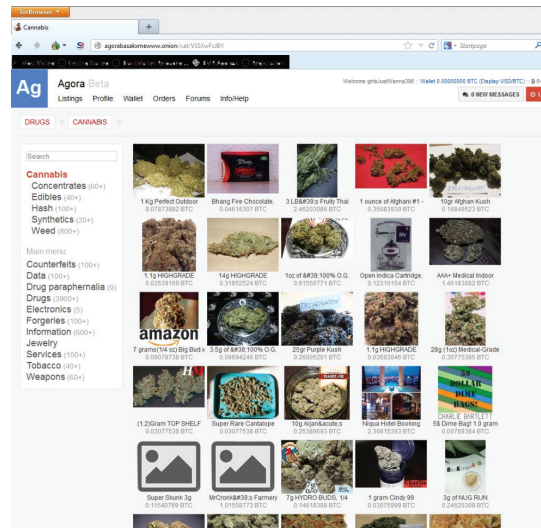 TorBrowser
Cannabis
+
agorabasakxmewww.onion/cat/VSSXwFcJBY
Startpage
Ag
Agora Beta
Welcome girlsJustWanna396 :: Wallet 0.00000000 BTC (Display USD/BTC)
Listings Profile Wallet Orders Forums Info/Help
0 NEW MESSAGES
DRUGS > CANNABIS >
Search
Cannabis
Concentrates (60+)
Edibles (40+)
Hash (100+)
Synthetics (20+)
Weed (800+)
Main menu:
Counterfeits (100+)
Data (100+)
Drug paraphernalia (9)
Drugs (3900+)
Electronics (5)
Forgeries (100+)
Information (600+)
Jewelry
Services (100+)
Tobacco (40+)
Weapons (60+)
1 Kg Perfect Outdoor
8.07873882 BTC
Bhang Fire Chocolate,
0.04616307 BTC
3 LB&#39;s Fruity Thai
2.46203086 BTC
1 ounce of Afghani #1 -
0.35083939 BTC
10gr Afghan Kush
0.16849523 BTC
1.1g HIGHGRADE
0.03539169 BTC
14g HIGHGRADE
0.31852524 BTC
1oz of &#39;100% O.G.
0.61550771 BTC
Open Indica Cartridge,
0.12310154 BTC
AAA+ Medical Indoor
1.46183082 BTC
amazon
7 grams(1/4 oz) Big Bud x
0.08078738 BTC
3.5g of &#39;100% O.G.
0.09694246 BTC
25gr Purple Kush
0.26005201 BTC
1.1g HIGHGRADE
0.03693046 BTC
28g (1oz) Medical-Grade
0.30775385 BTC
(1.2)Gram TOP SHELF
0.03077538 BTC
Super Rare Cantalope
0.03077538 BTC
10g Arjan&acute;s
0.25389693 BTC
Niqua Hotel Booking
2.30815383 BTC
5$
DOLLAR
DIME
BAGS!
CHARLIE BARTLETT
5$ Dime Bag! 1.0 gram
0.00768384 BTC
Super Skunk 3g
0.11540769 BTC
MrCronk&#39;s Farmery
1.01558773 BTC
7g HYDRO BUDS, 1/4
0.14618308 BTC
1 gram Cindy 99
0.03075999 BTC
3g of NUG RUN
0.24620308 BTC